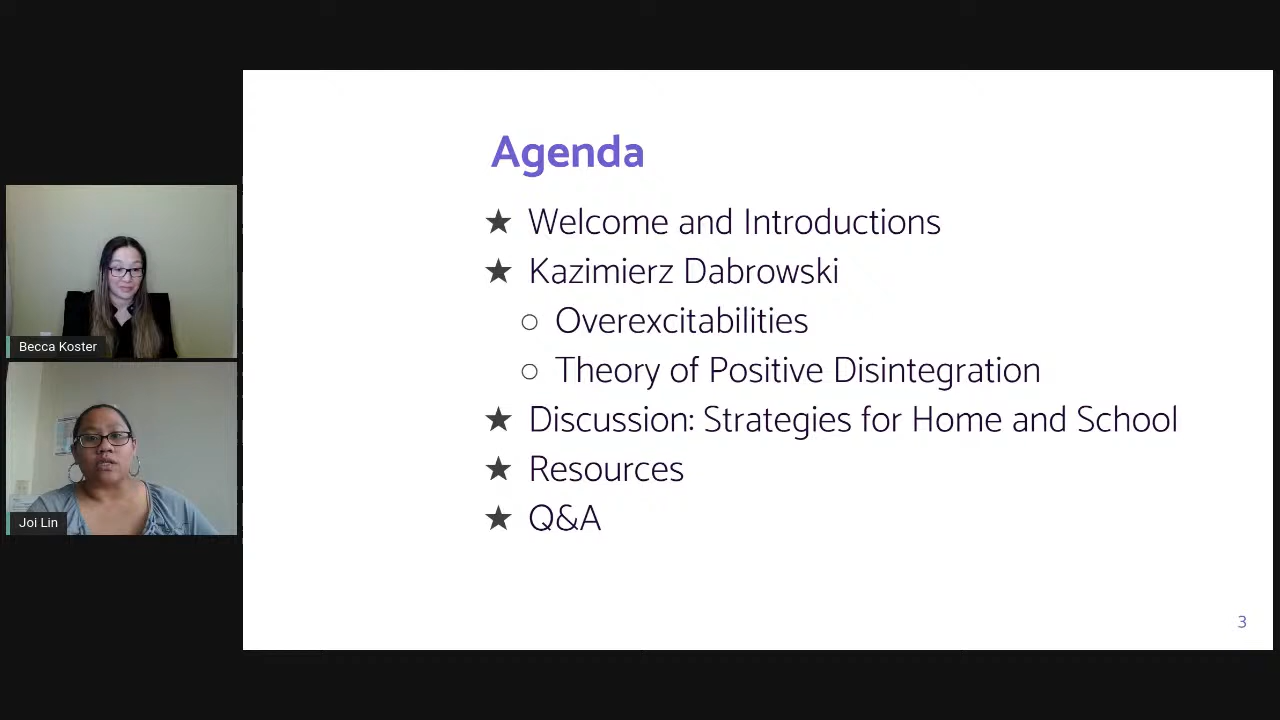 Agenda
★ Welcome and Introductions
★ Kazimierz Dabrowski
○ Overexcitabilities
○ Theory of Positive Disintegration
★ Discussion: Strategies for Home and School
★ Resources
★ Q&A
3
Becca Koster
Joi Lin